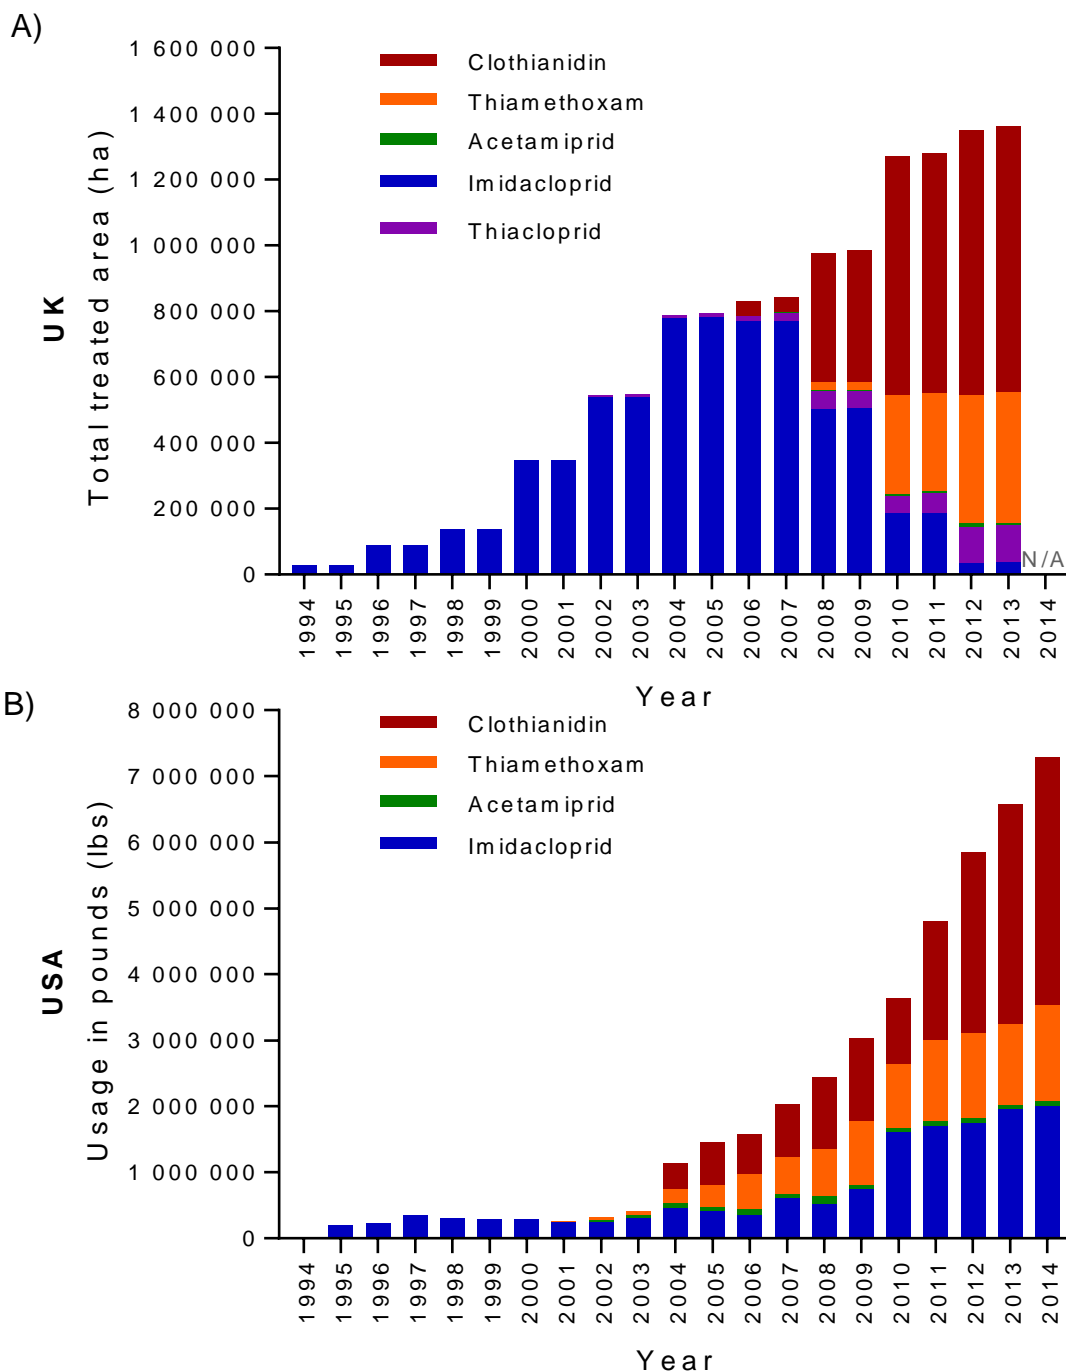 A)
UK
Total treated area (ha)
1 600 000
1 400 000
1 200 000
1 000 000
800 000
600 000
400 000
200 000
0
Clothianidin
Thiamethoxam
Acetamiprid
Imidacloprid
Thiacloprid
N/A
1994
1995
1996
1997
1998
1999
2000
2001
2002
2003
2004
2005
2006
2007
2008
2009
2010
2011
2012
2013
2014
Year
B)
USA
Usage in pounds (lbs)
8 000 000
7 000 000
6 000 000
5 000 000
4 000 000
3 000 000
2 000 000
1 000 000
0
Clothianidin
Thiamethoxam
Acetamiprid
Imidacloprid
1994
1995
1996
1997
1998
1999
2000
2001
2002
2003
2004
2005
2006
2007
2008
2009
2010
2011
2012
2013
2014
Year